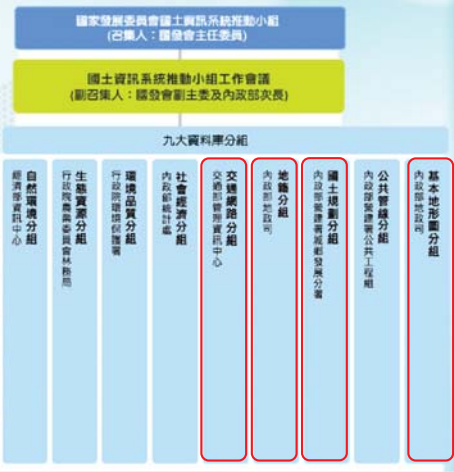 國家發展委員會國土資訊系統推動小組
(召集人：國發會主任委員)
國土資訊系統推動小組工作會議
(副召集人：國發會副主委及內政部次長)
九大資料庫分組
自然環境分組
經濟部資訊中心
生態資源分組
行政院農業委員會林務局
環境品質分組
行政院環境保護署
社會經濟分組
內政部統計處
交通網路分組
交通部管理資訊中心
地籍分組
內政部地政司
國土規劃分組
內政部營建署城鄉發展分署
公共管線分組
內政部營建署公共工程組
基本地形圖分組
內政部地政司